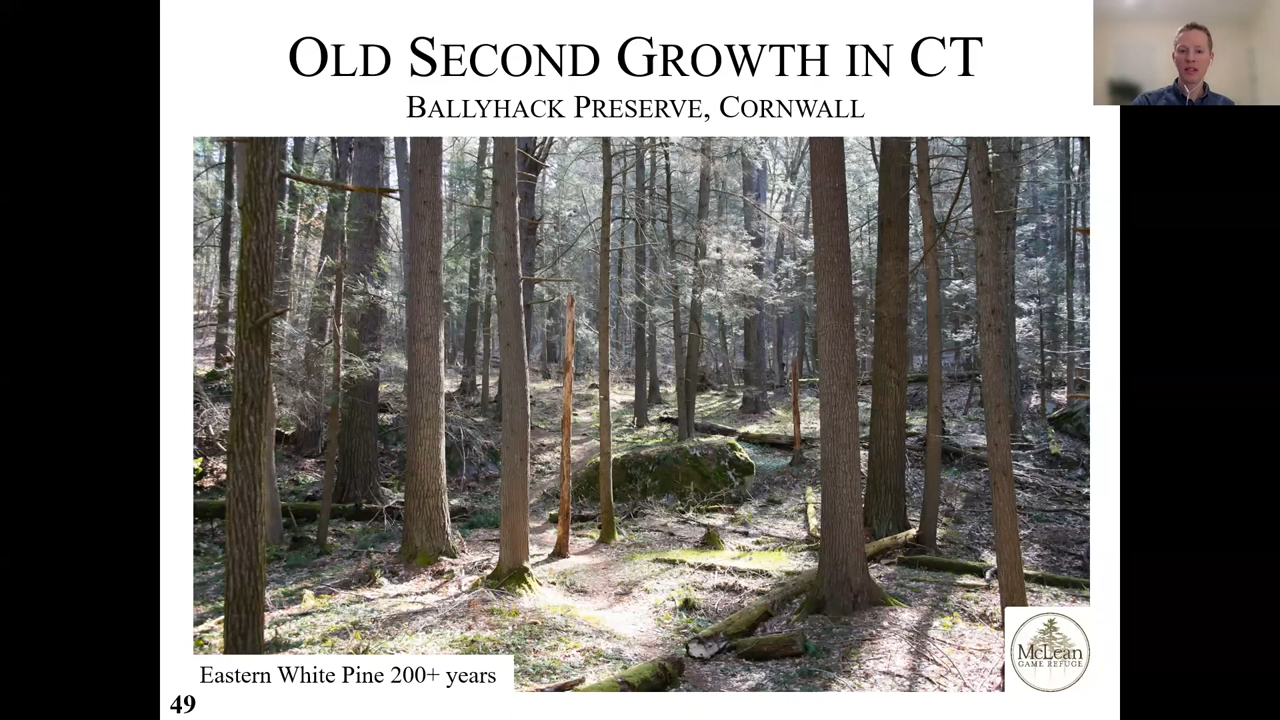 OLD SECOND GROWTH IN CT
BALLYHACK PRESERVE, CORNWALL
Eastern White Pine 200+ years
McLean
GAME REFUGE
49